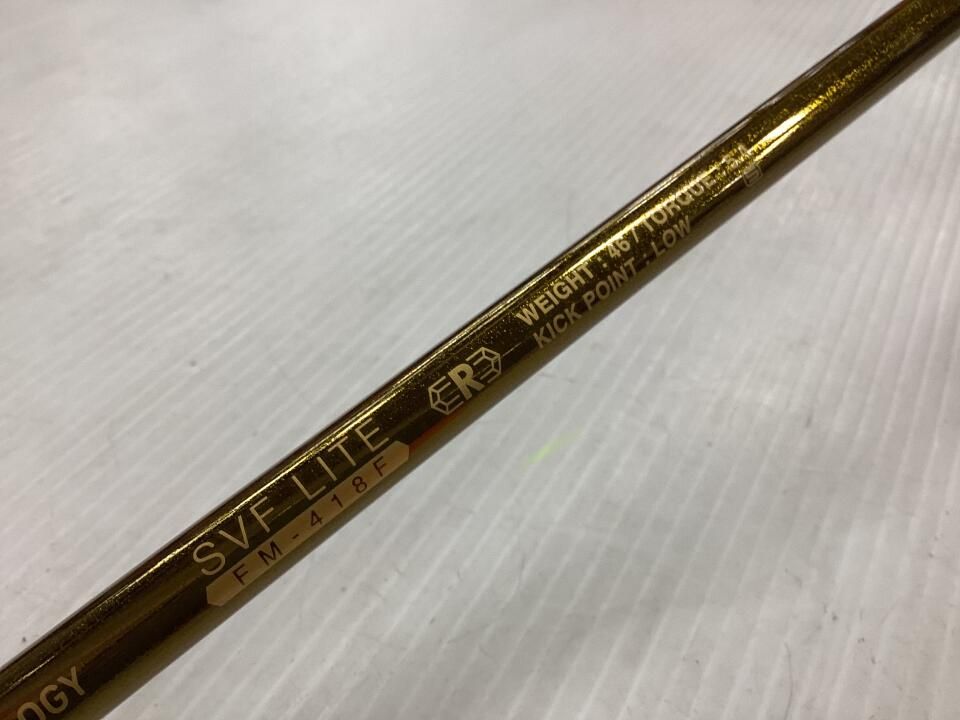 SVF LITE
FM-418F
R
WEIGHT : 46 / TORQUE :
KICK POINT : LOW
OGY